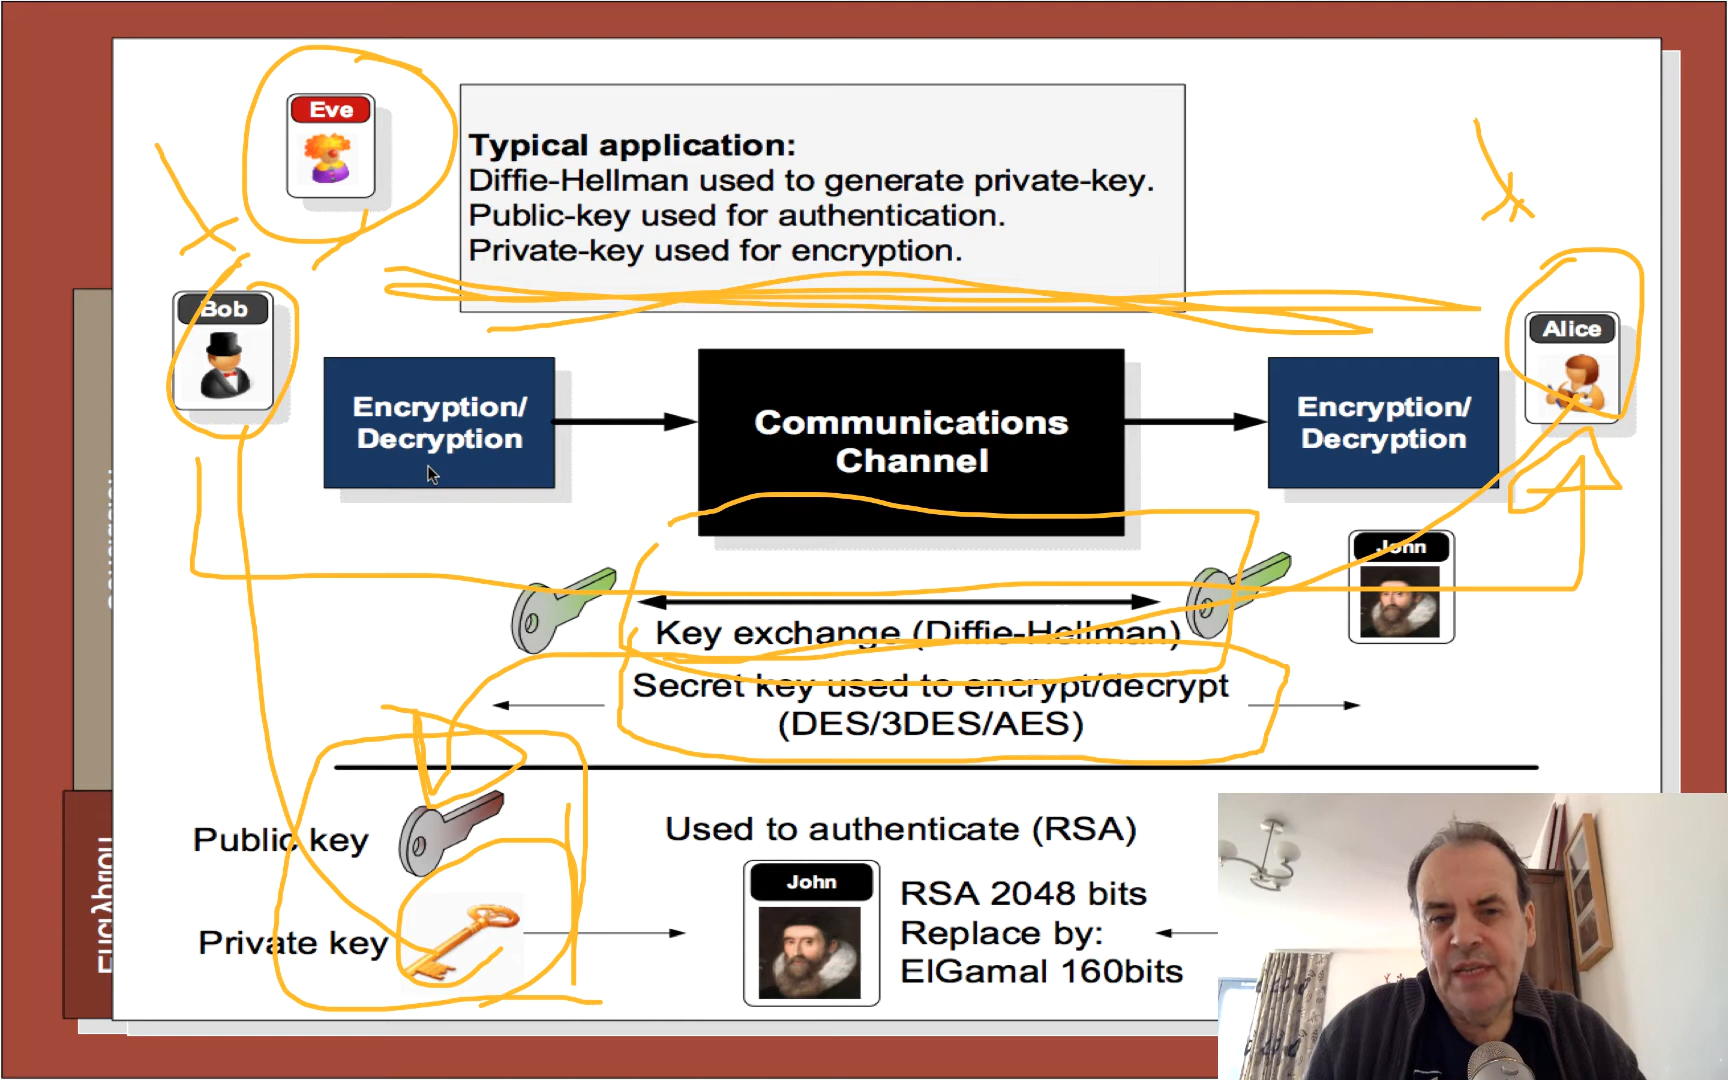 Eve
Typical application:
Diffie-Hellman used to generate private-key.
Public-key used for authentication.
Private-key used for encryption.
Bob
Alice
Encryption/
Decryption
Communications
Channel
Encryption/
Decryption
John
Key exchange (Diffie-Hellman)
Secret key used to encrypt/decrypt
(DES/3DES/AES)
Public key
Used to authenticate (RSA)
John
RSA 2048 bits
Private key
Replace by:
ElGamal 160bits